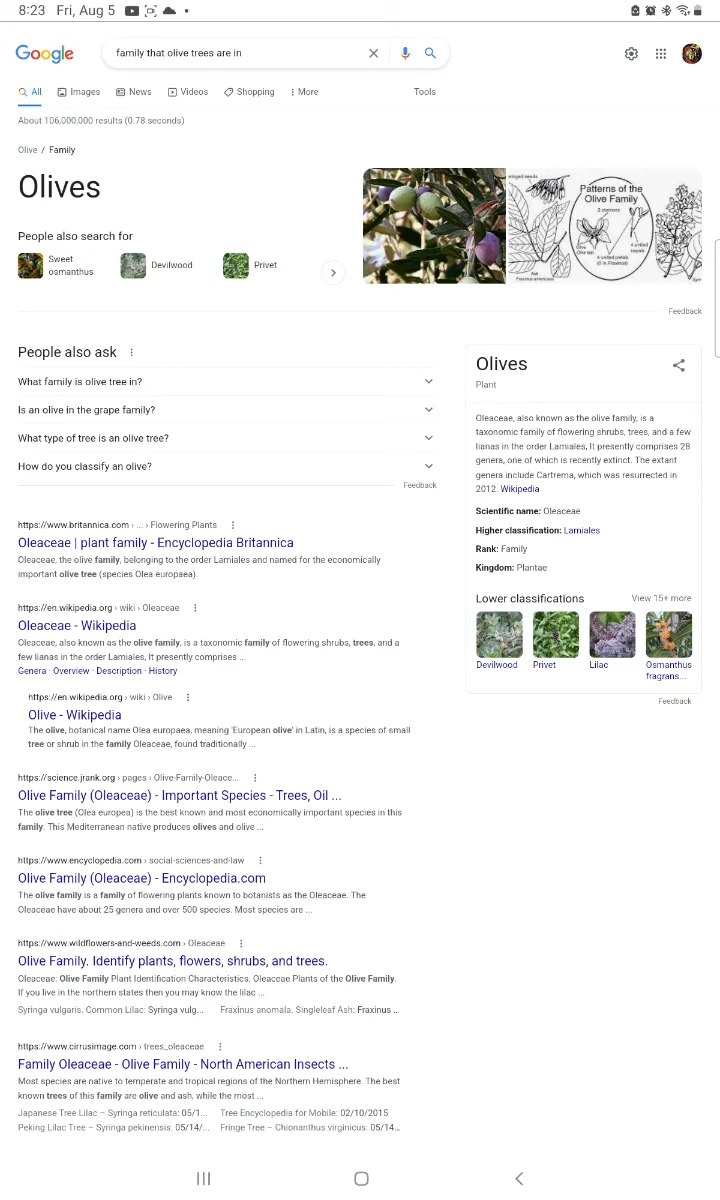 8:23 Fri, Aug 5
Google
family that olive trees are in
All Images News Videos Shopping More Tools
About 106,000,000 results (0.78 seconds)
Olive / Family
Olives
People also search for
Sweet osmanthus
Devilwood
Privet
Patterns of the
Olive Family
2 stamens
Feedback
People also ask
What family is olive tree in?
Is an olive in the grape family?
What type of tree is an olive tree?
How do you classify an olive?
Feedback
https://www.britannica.com › ... › Flowering Plants
Oleaceae | plant family - Encyclopedia Britannica
Oleaceae, the olive family, belonging to the order Lamiales and named for the economically
important olive tree (species Olea europaea).
https://en.wikipedia.org › wiki › Oleaceae
Oleaceae - Wikipedia
Oleaceae, also known as the olive family, is a taxonomic family of flowering shrubs, trees, and a
few lianas in the order Lamiales, It presently comprises ...
Genera · Overview · Description · History
https://en.wikipedia.org › wiki › Olive
Olive - Wikipedia
The olive, botanical name Olea europaea, meaning 'European olive' in Latin, is a species of small
tree or shrub in the family Oleaceae, found traditionally ...
https://science.jrank.org › pages › Olive-Family-Oleace...
Olive Family (Oleaceae) - Important Species - Trees, Oil ...
The olive tree (Olea europea) is the best known and most economically important species in this
family. This Mediterranean native produces olives and olive ...
https://www.encyclopedia.com › social-sciences-and-law
Olive Family (Oleaceae) - Encyclopedia.com
The olive family is a family of flowering plants known to botanists as the Oleaceae. The
Oleaceae have about 25 genera and over 500 species. Most species are ...
https://www.wildflowers-and-weeds.com › Oleaceae
Olive Family. Identify plants, flowers, shrubs, and trees.
Oleaceae: Olive Family Plant Identification Characteristics. Oleaceae Plants of the Olive Family.
If you live in the northern states then you may know the lilac ...
Syringa vulgaris. Common Lilac: Syringa vulg... Fraxinus anomala. Singleleaf Ash: Fraxinus ...
https://www.cirrusimage.com › trees_oleaceae
Family Oleaceae - Olive Family - North American Insects ...
Most species are native to temperate and tropical regions of the Northern Hemisphere. The best
known trees of this family are olive and ash, while the most ...
Japanese Tree Lilac – Syringa reticulata: 05/1... Tree Encyclopedia for Mobile: 02/10/2015
Peking Lilac Tree – Syringa pekinensis: 05/14/... Fringe Tree – Chionanthus virginicus: 05/14...
Olives
Plant
Oleaceae, also known as the olive family, is a
taxonomic family of flowering shrubs, trees, and a few
lianas in the order Lamiales, It presently comprises 28
genera, one of which is recently extinct. The extant
genera include Cartrema, which was resurrected in
2012. Wikipedia
Scientific name: Oleaceae
Higher classification: Lamiales
Rank: Family
Kingdom: Plantae
Lower classifications View 15+ more
Devilwood
Privet
Lilac
Osmanthus
fragrans...
Feedback